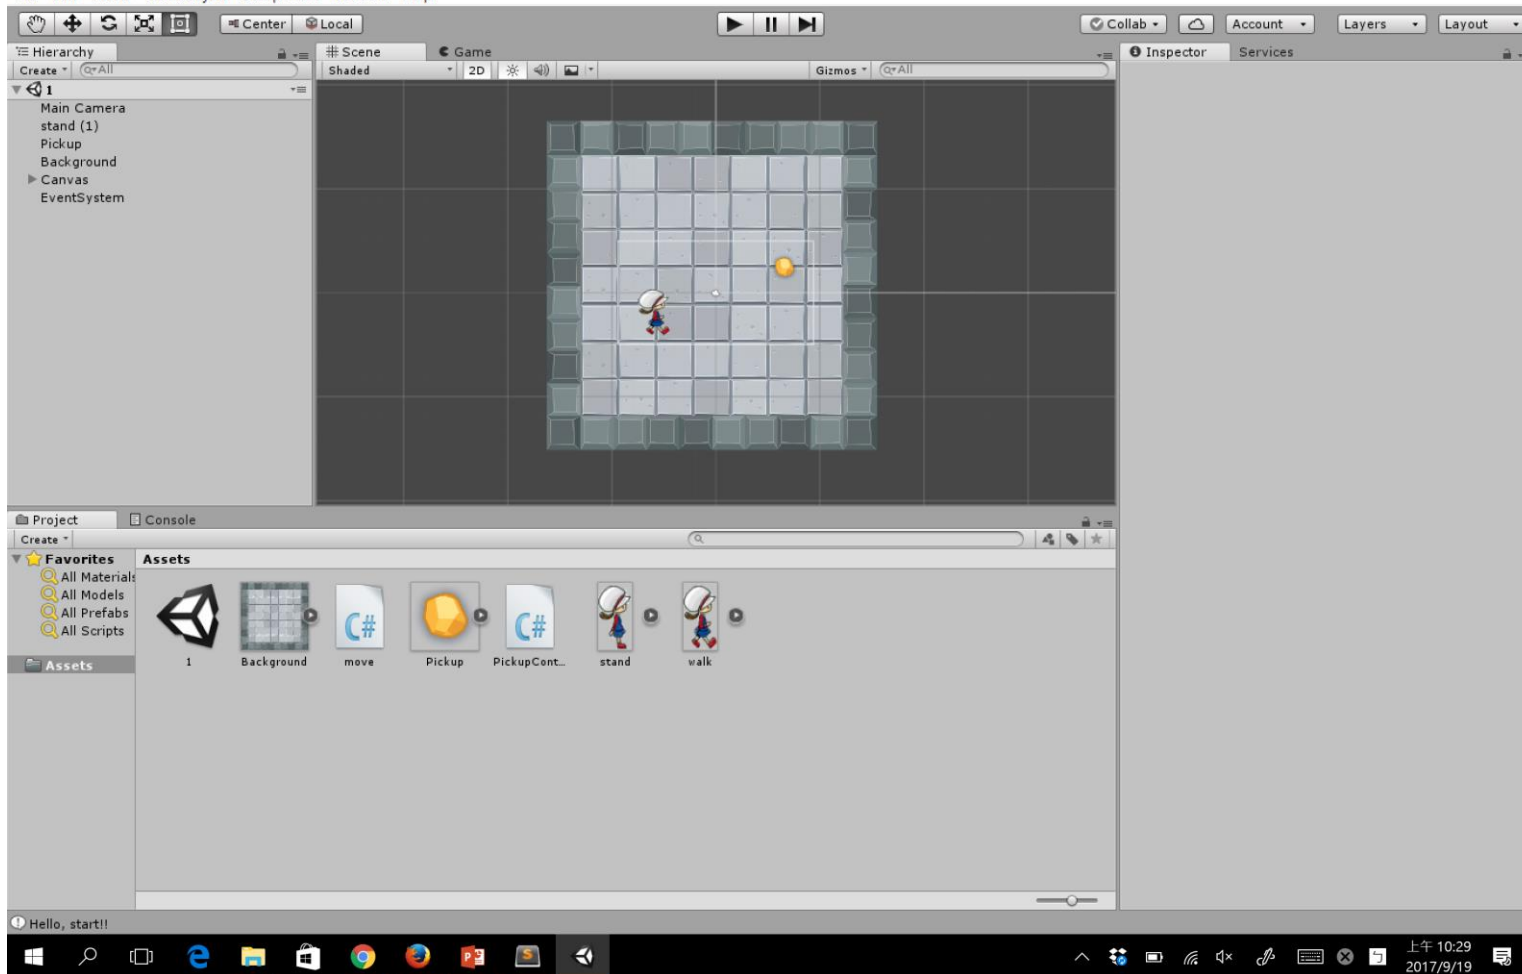 Center Local
Collab Account Layers Layout
Hierarchy
Create All
1
Main Camera
stand (1)
Pickup
Background
Canvas
EventSystem
Scene Game
Shaded 2D Gizmos All
Inspector Services
Project Console
Create
Favorites
All Materials
All Models
All Prefabs
All Scripts
Assets
Assets
1 Background move Pickup PickupCont... stand walk
C# C#
Hello, start!!
上午 10:29
2017/9/19